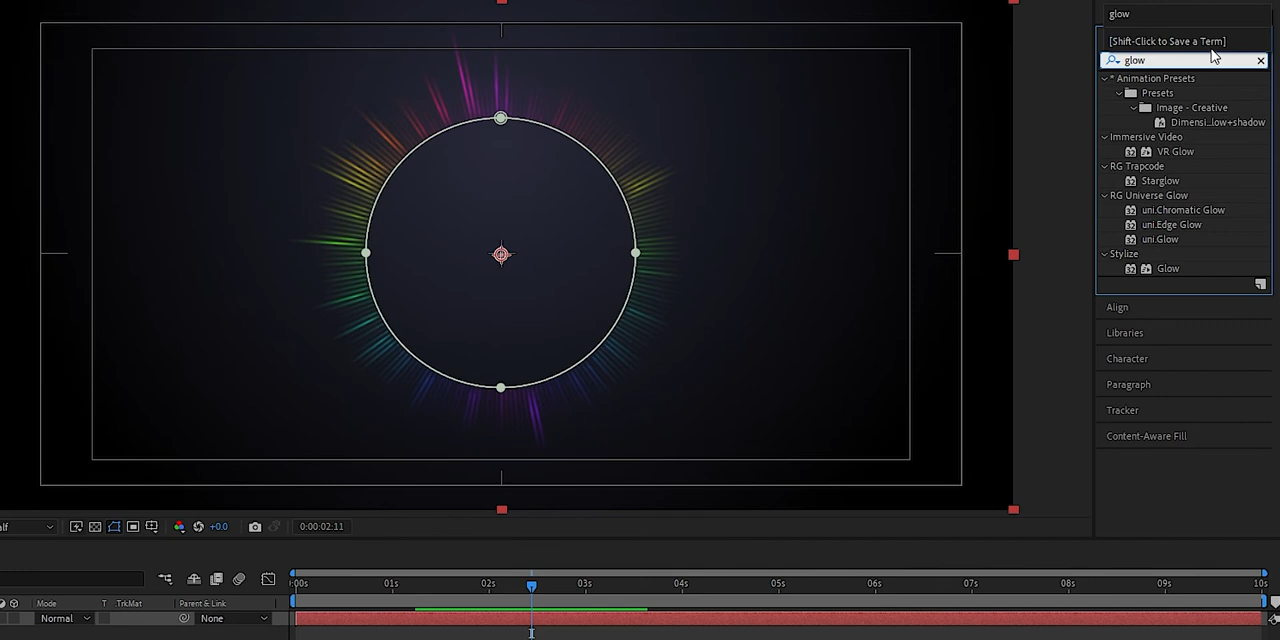 glow
[Shift-Click to Save a Term]
glow
* Animation Presets
Presets
Image - Creative
Dimensi...low+shadow
Immersive Video
VR Glow
RG Trapcode
Starglow
RG Universe Glow
uni.Chromatic Glow
uni.Edge Glow
uni.Glow
Stylize
Glow
Align
Libraries
Character
Paragraph
Tracker
Content-Aware Fill
alf
+0.0
0:00:02:11
:00s 01s 02s 03s 04s 05s 06s 07s 08s 09s 10s
Mode T .TrkMat Parent & Link
Normal None